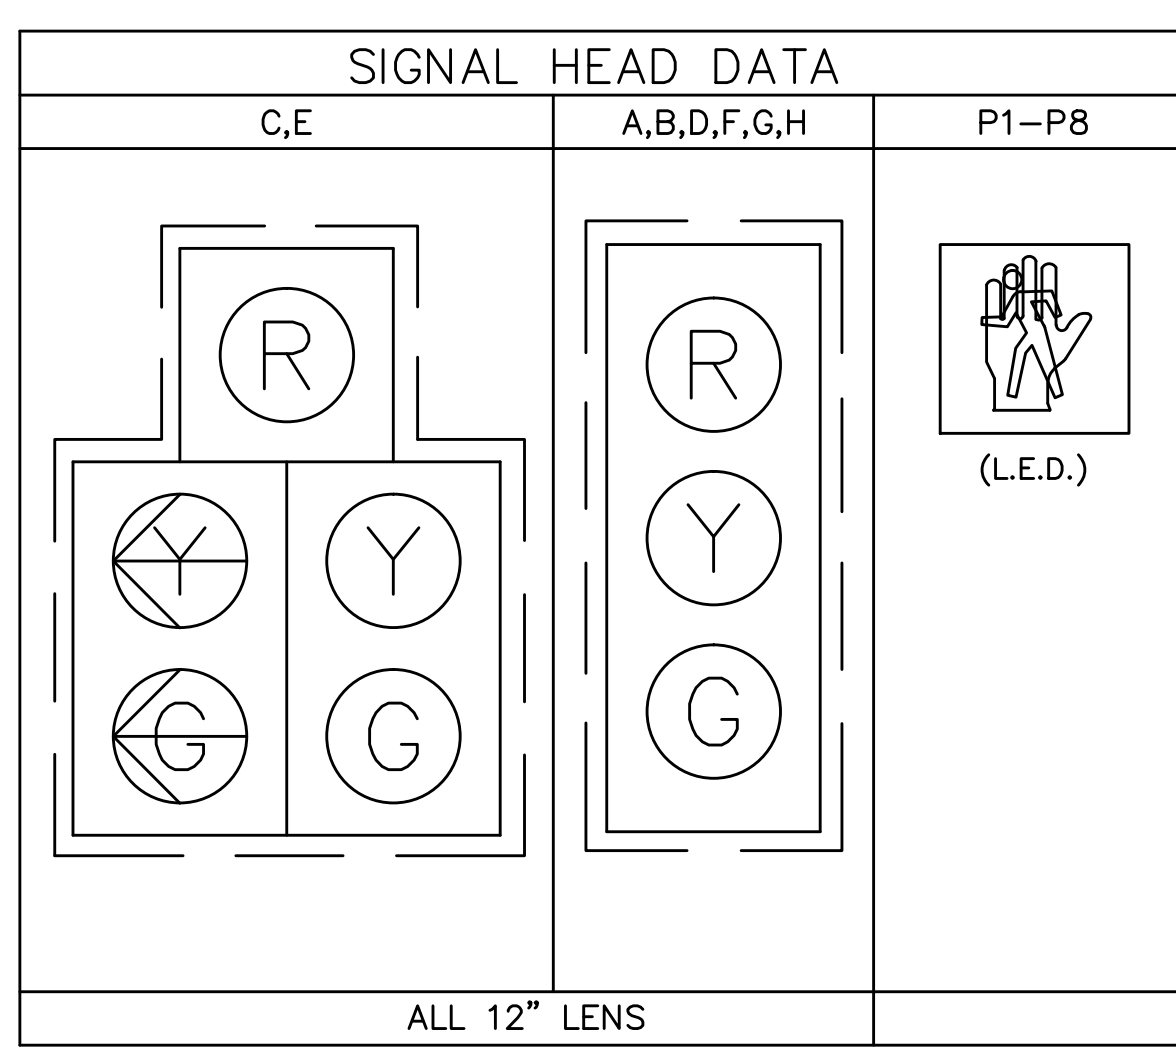 SIGNAL HEAD DATA
C,E
A,B,D,F,G,H
P1-P8
R
Y Y
G G
R
Y
G
(L.E.D.)
ALL 12" LENS